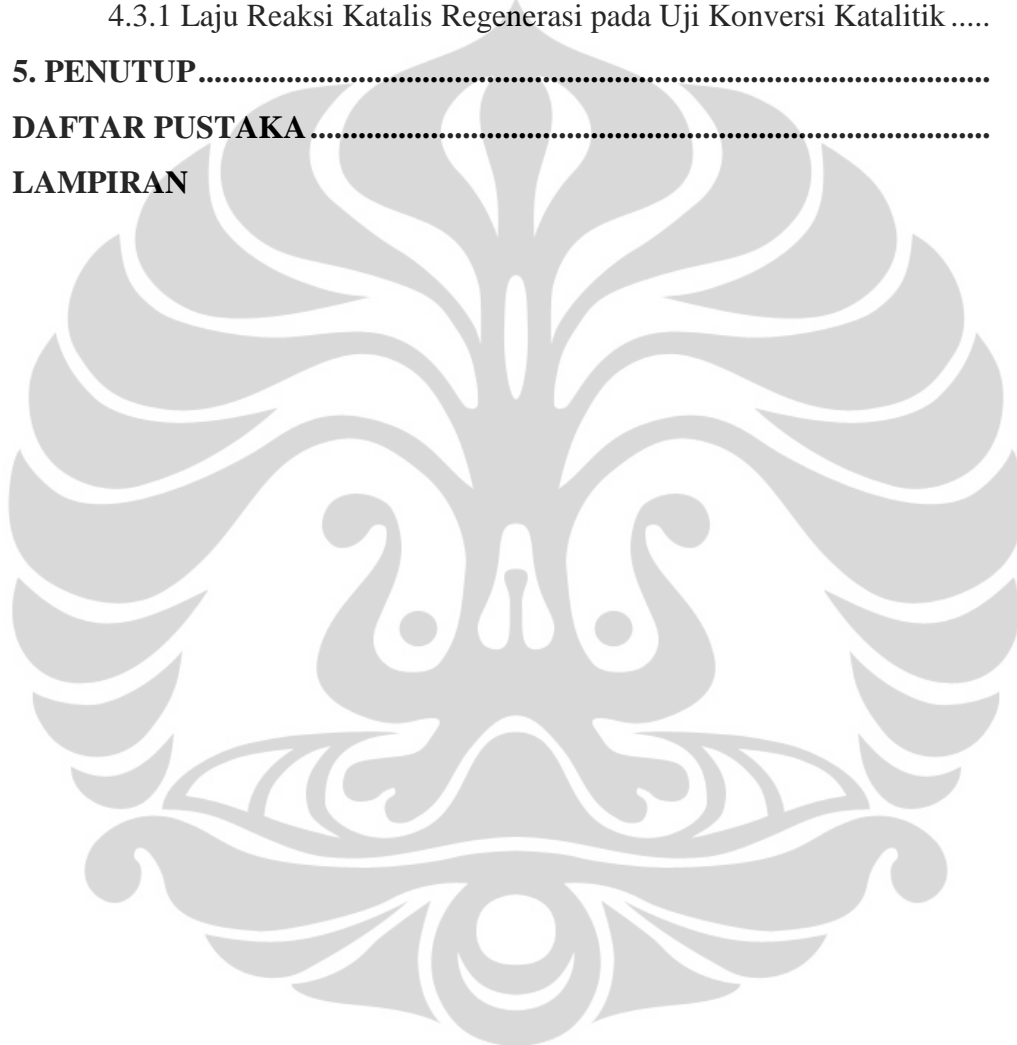 4.3.1 Laju Reaksi Katalis Regenerasi pada Uji Konversi Katalitik .....
5. PENUTUP....................................................................................................
DAFTAR PUSTAKA......................................................................................
LAMPIRAN